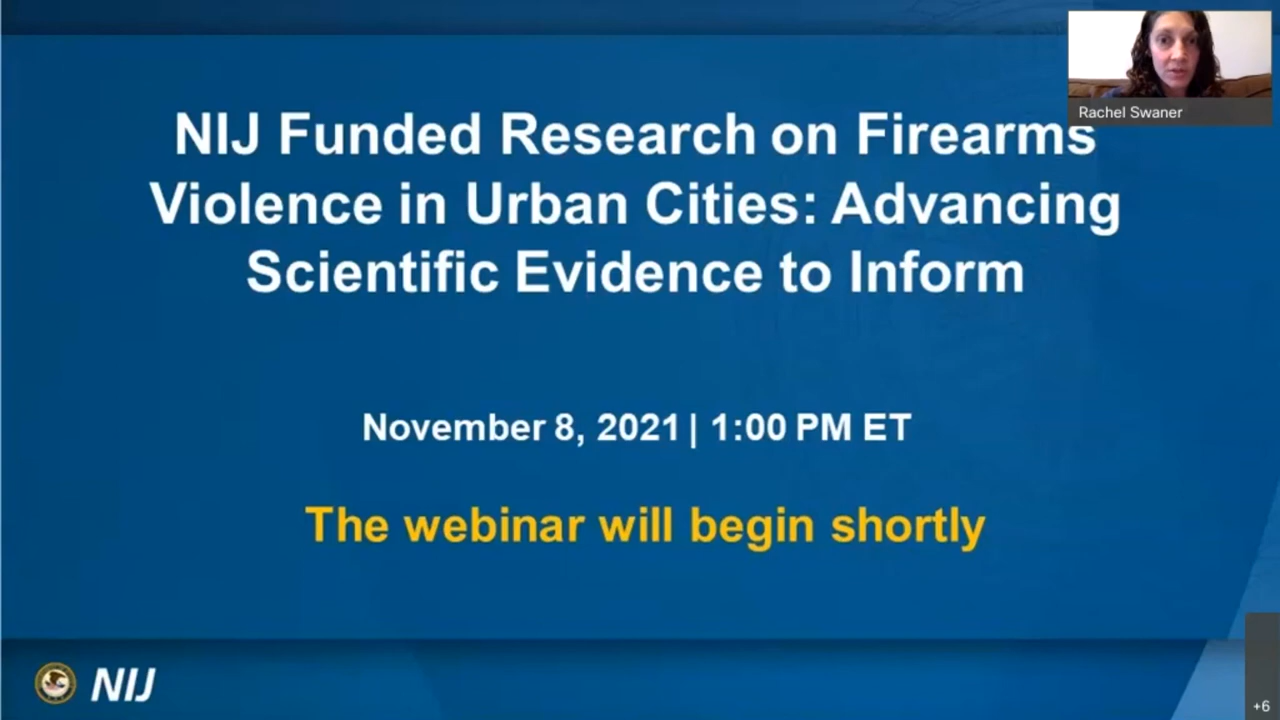 Rachel Swaner
NIJ Funded Research on Firearms
Violence in Urban Cities: Advancing
Scientific Evidence to Inform
November 8, 2021 | 1:00 PM ET
The webinar will begin shortly
NIJ
+6